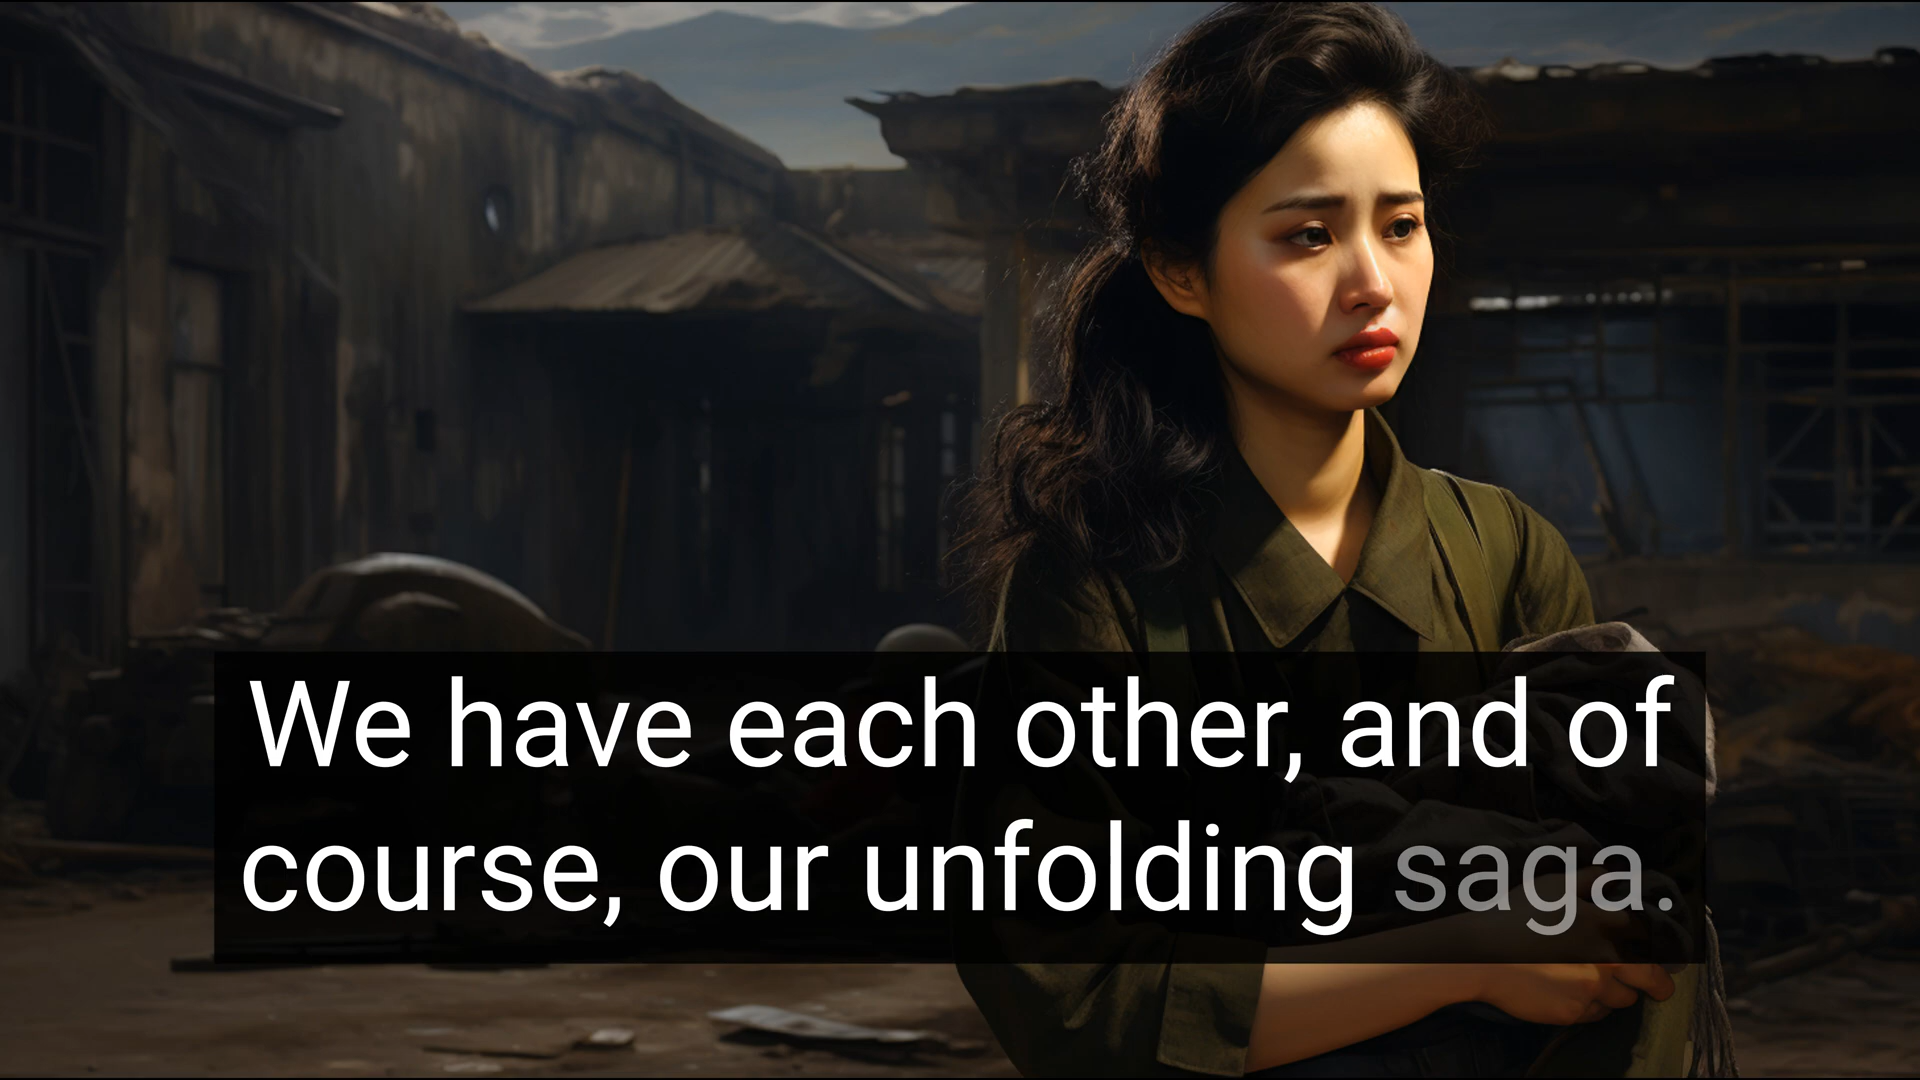 We have each other, and of
course, our unfolding saga.